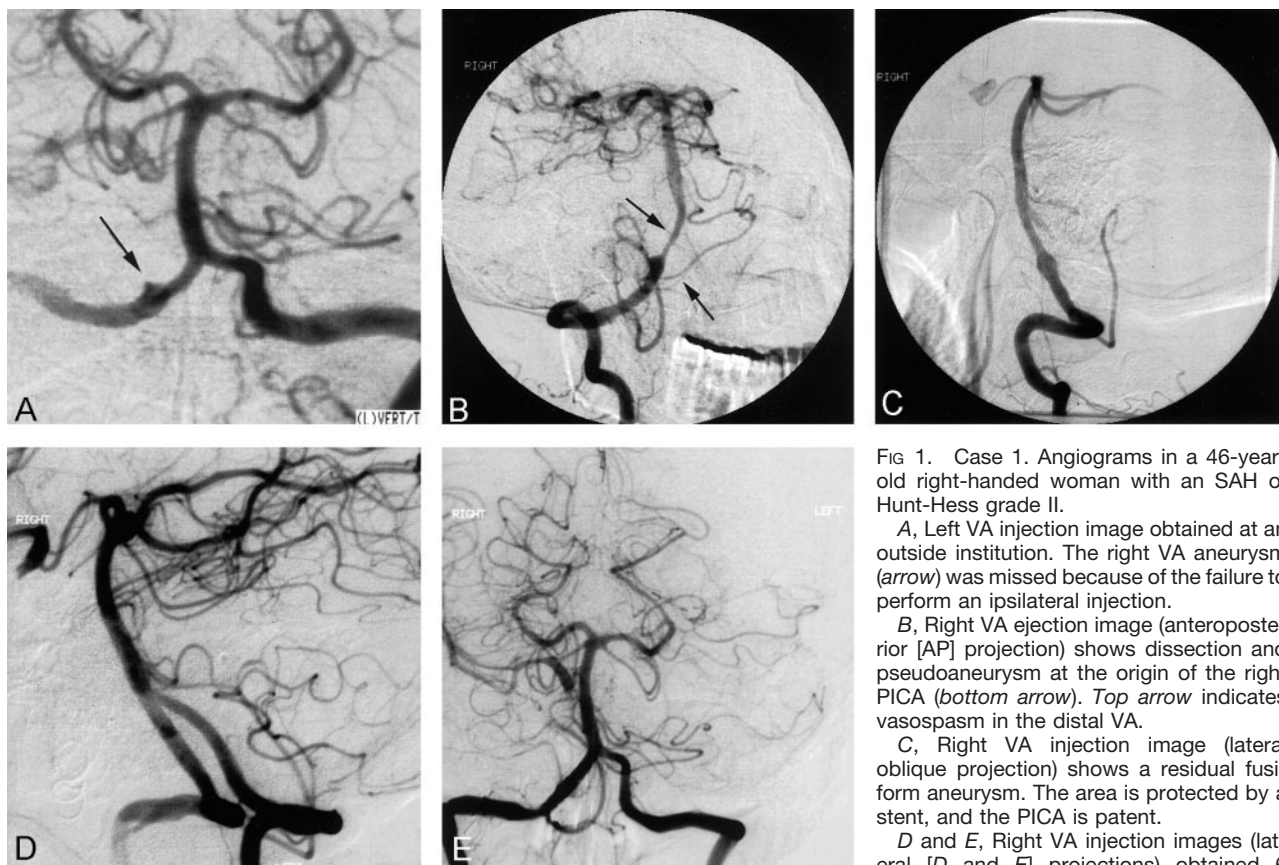 A
(L)VERT/T
RIGHT
B
RIGHT
C
RIGHT
D
RIGHT
LEFT
E
FIG 1. Case 1. Angiograms in a 46-year-
old right-handed woman with an SAH o
Hunt-Hess grade II.
A, Left VA injection image obtained at an
outside institution. The right VA aneurysm
(arrow) was missed because of the failure to
perform an ipsilateral injection.
B, Right VA ejection image (anteroposte-
rior [AP] projection) shows dissection and
pseudoaneurysm at the origin of the right
PICA (bottom arrow). Top arrow indicates
vasospasm in the distal VA.
C, Right VA injection image (lateral
oblique projection) shows a residual fusi-
form aneurysm. The area is protected by a
stent, and the PICA is patent.
D and E, Right VA injection images (lat-
eral [D and E] projections) obtained